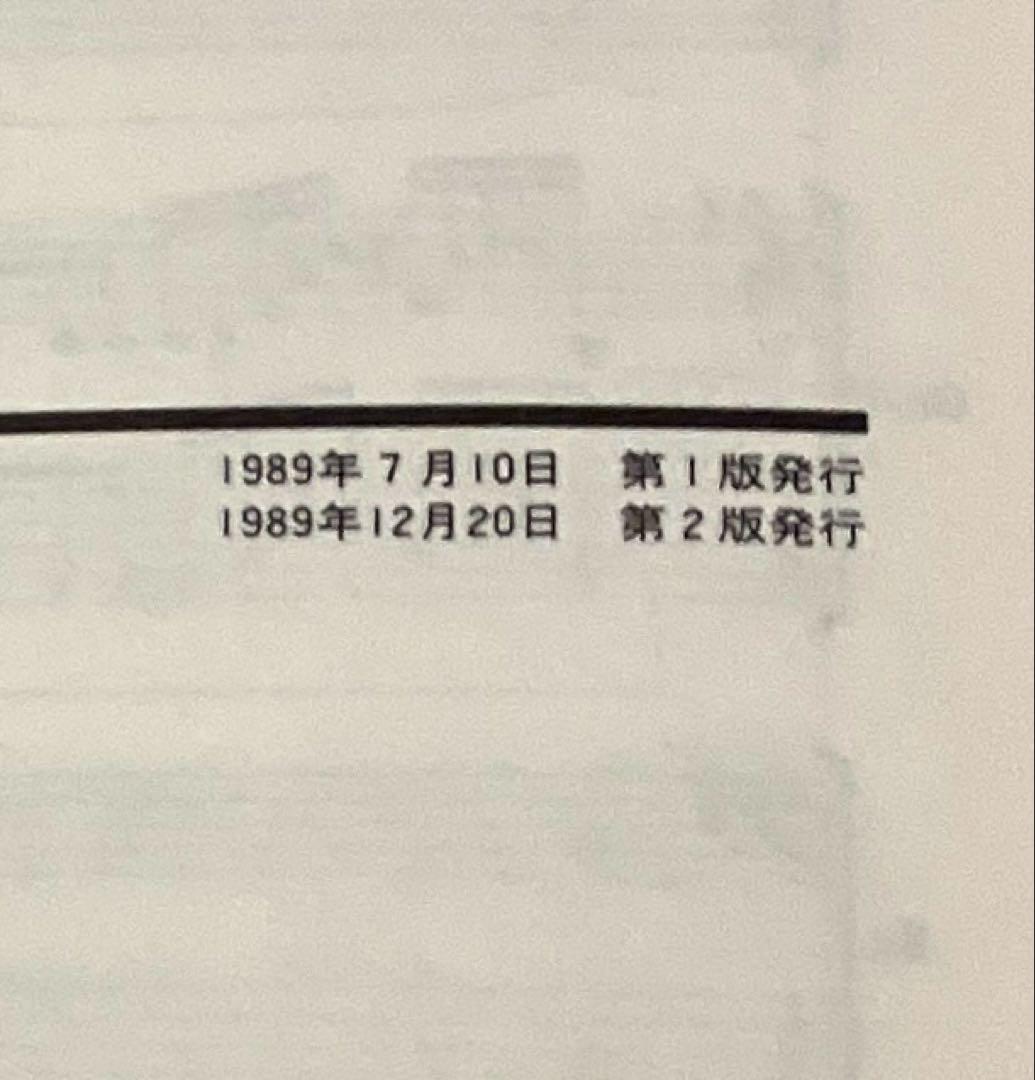 1989年 7 月10日　第 1 版発行
1989年12月20日　第 2 版発行